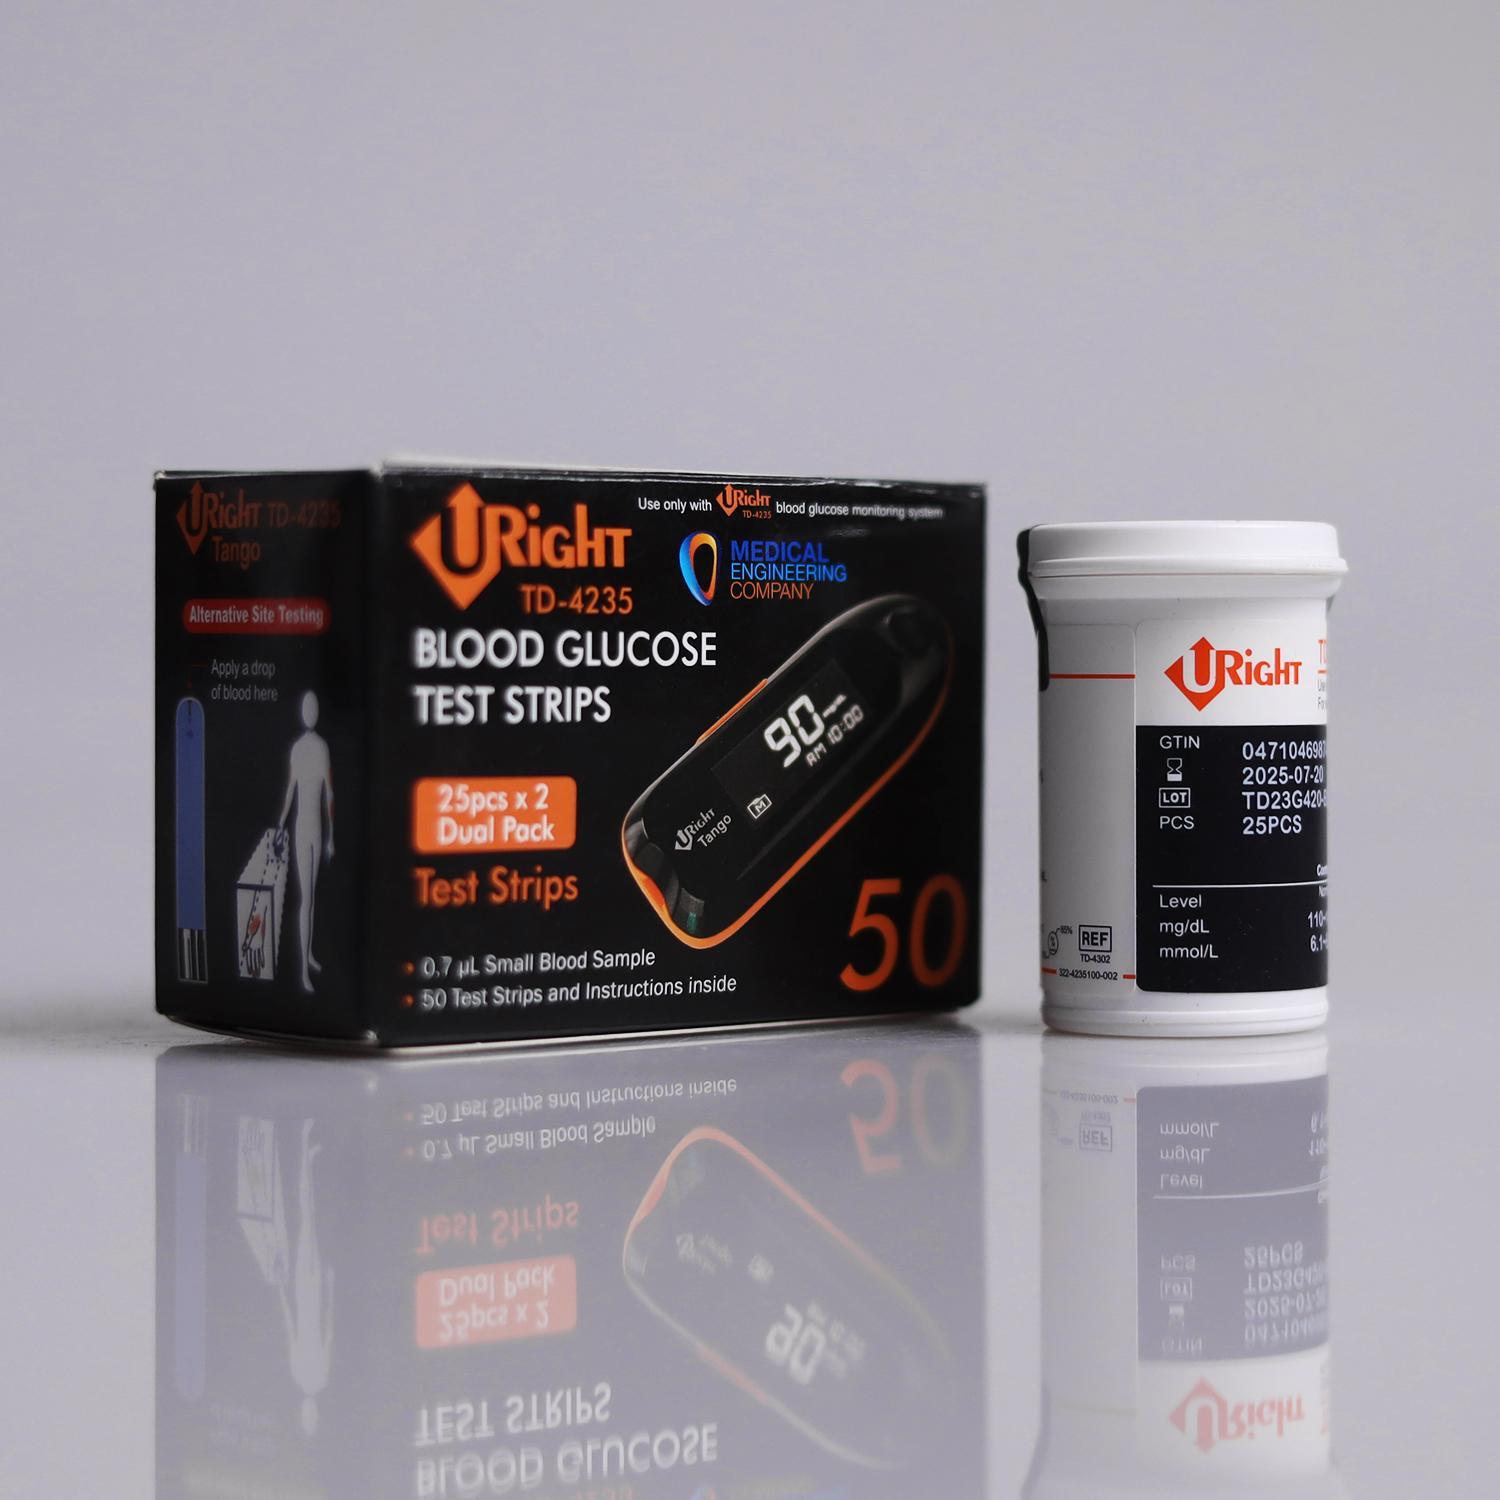 URIGHT TD-4235
Tango
Alternative Site Testing
Apply a drop
of blood here
URIGHT
TD-4235
Use only with URIGHT TD-4235 blood glucose monitoring system
MEDICAL
ENGINEERING
COMPANY
BLOOD GLUCOSE
TEST STRIPS
90
AM 10:00
M
URIGHT
Tango
25pcs x 2
Dual Pack
Test Strips
0.7 µL Small Blood Sample
50 Test Strips and Instructions inside
50
URIGHT
GTIN
2025-07-20
LOT
PCS 25PCS
Level
mg/dL
mmol/L
REF
TD-4302
322-4235100-002